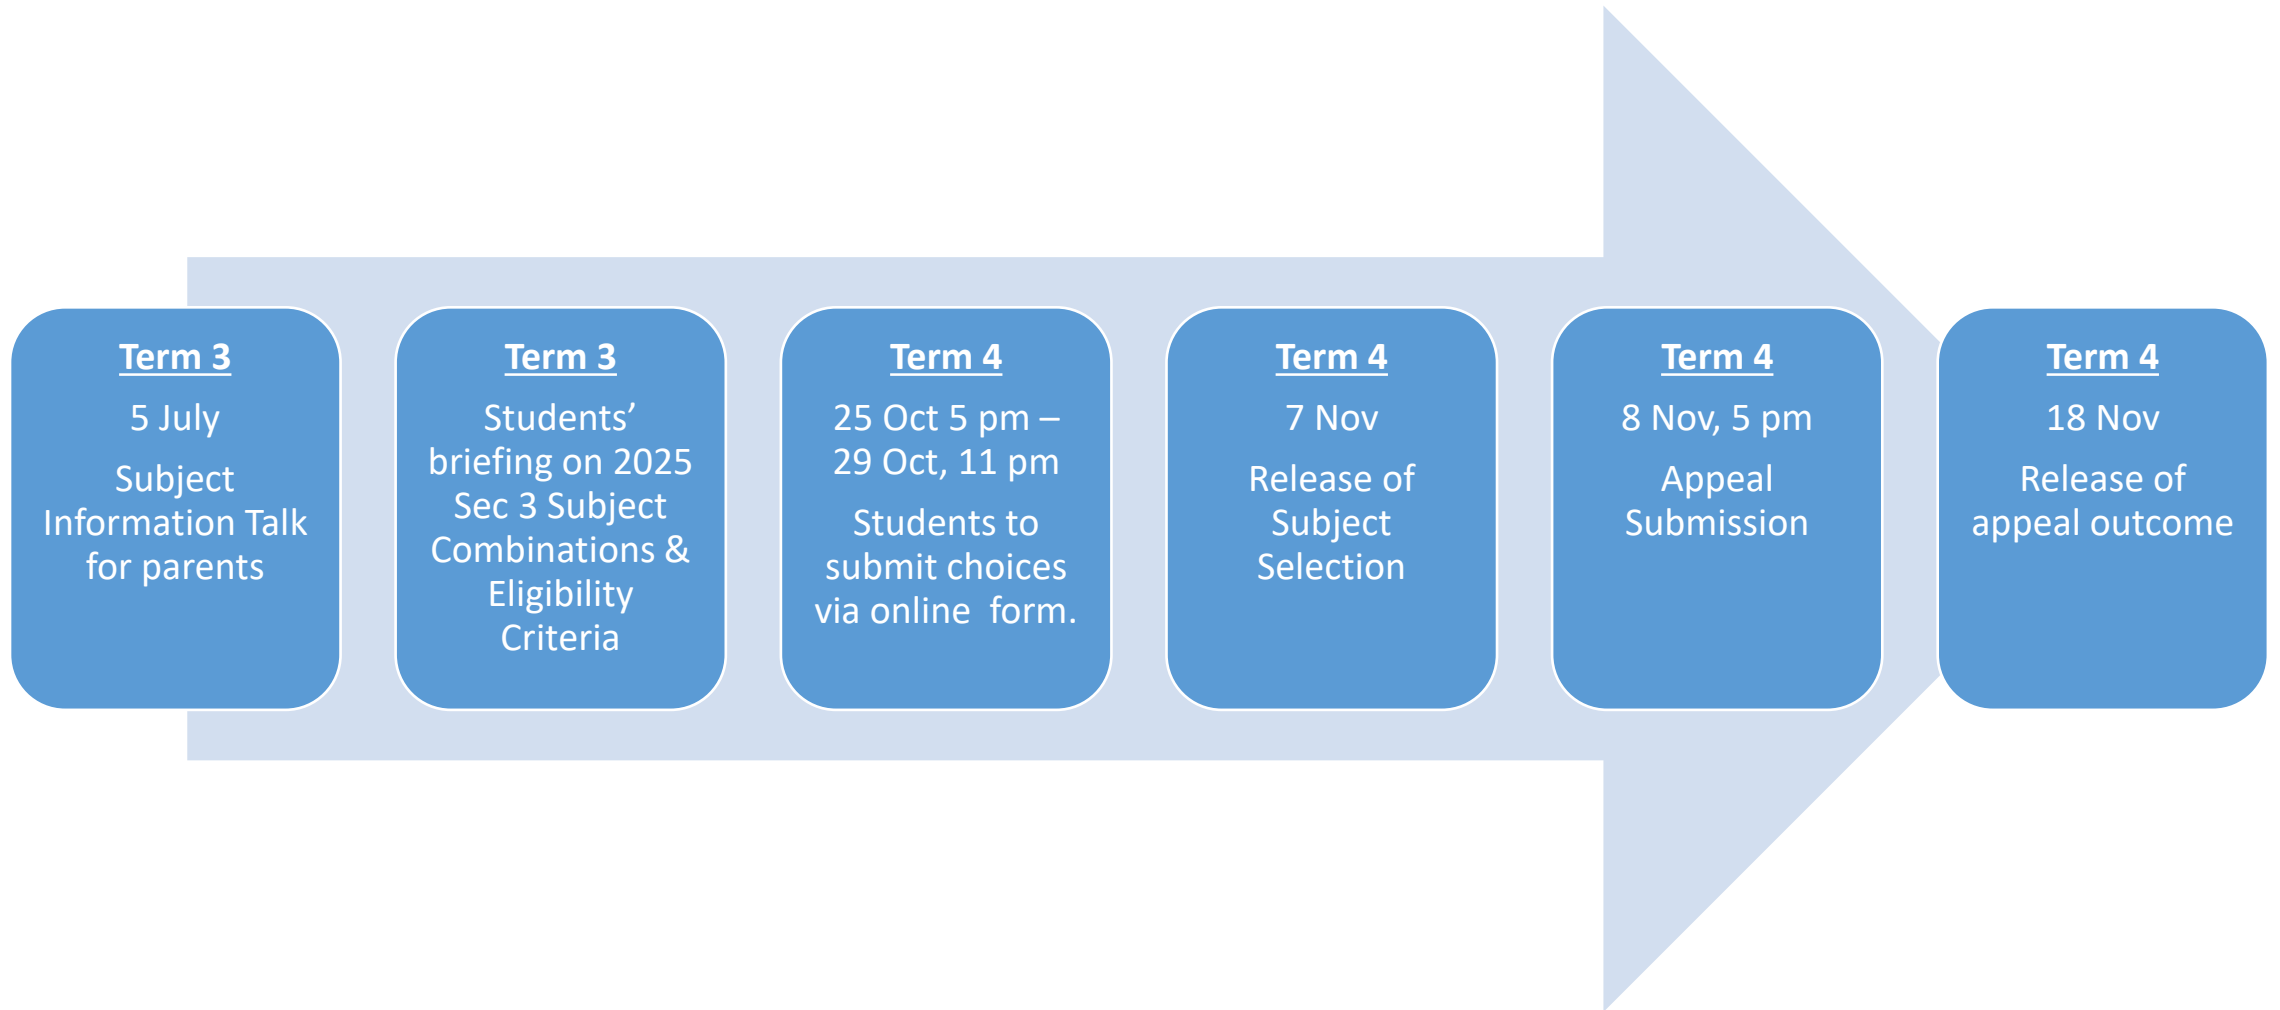 Term 3
5 July
Subject
Information Talk
for parents
Term 3
Students’
briefing on 2025
Sec 3 Subject
Combinations &
Eligibility
Criteria
Term 4
25 Oct 5 pm –
29 Oct, 11 pm
Students to
submit choices
via online  form.
Term 4
7 Nov
Release of
Subject
Selection
Term 4
8 Nov, 5 pm
Appeal
Submission
Term 4
18 Nov
Release of
appeal outcome